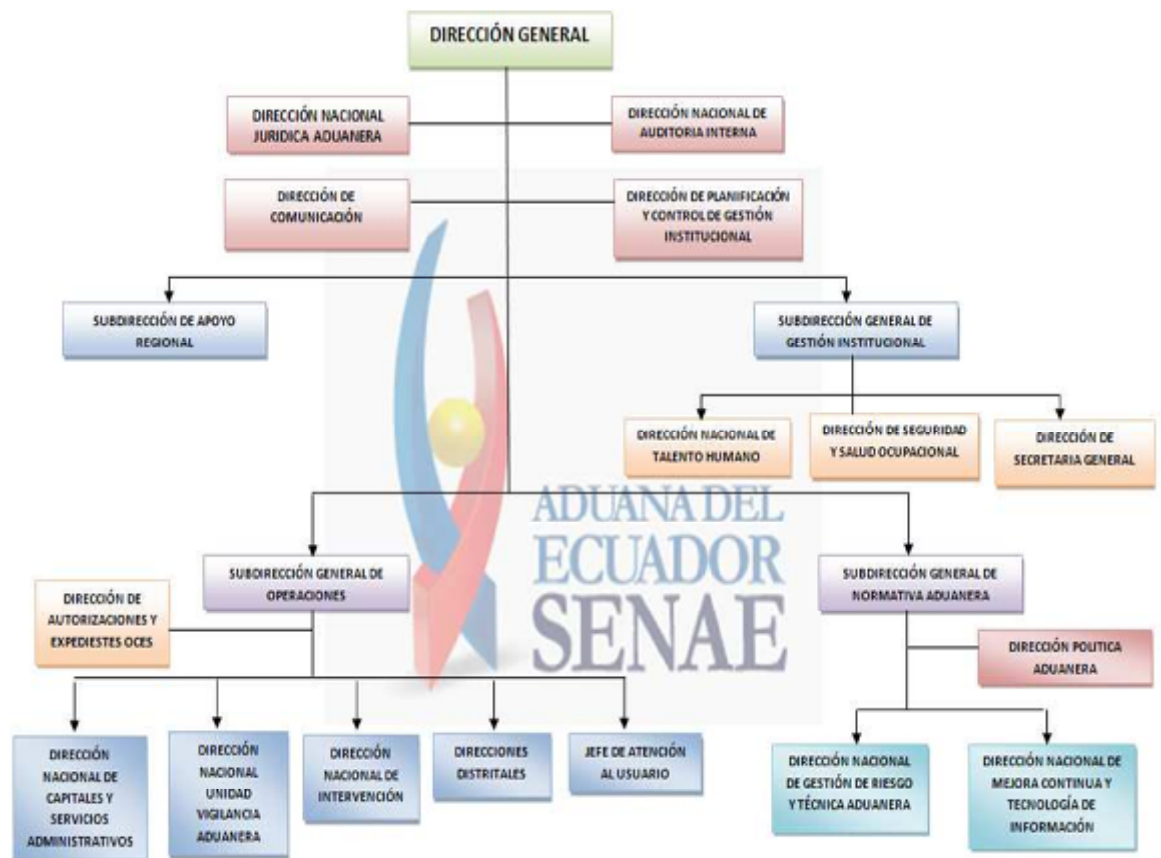 DIRECCIÓN GENERAL
DIRECCIÓN NACIONAL
JURIDICA ADUANERA
DIRECCIÓN NACIONAL DE
AUDITORIA INTERNA
DIRECCIÓN DE
COMUNICACIÓN
DIRECCIÓN DE PLANIFICACIÓN
Y CONTROL DE GESTIÓN
INSTITUCIONAL
SUBDIRECCIÓN DE APOYO
REGIONAL
SUBDIRECCIÓN GENERAL DE
GESTIÓN INSTITUCIONAL
DIRECCIÓN NACIONAL DE
TALENTO HUMANO
DIRECCIÓN DE SEGURIDAD
Y SALUD OCUPACIONAL
DIRECCIÓN DE
SECRETARIA GENERAL
ADUANA DEL
ECUADOR
SENAE
SUBDIRECCIÓN GENERAL DE
OPERACIONES
SUBDIRECCIÓN GENERAL DE
NORMATIVA ADUANERA
DIRECCIÓN DE
AUTORIZACIONES Y
EXPEDIESTES OCES
DIRECCIÓN POLITICA
ADUANERA
DIRECCIÓN
NACIONAL DE
CAPITALES Y
SERVICIOS
ADMINISTRATIVOS
DIRECCIÓN
NACIONAL
UNIDAD
VIGILANCIA
ADUANERA
DIRECCIÓN
NACIONAL DE
INTERVENCIÓN
DIRECCIONES
DISTRITALES
JEFE DE ATENCIÓN
AL USUARIO
DIRECCIÓN NACIONAL
DE GESTIÓN DE RIESGO
Y TÉCNICA ADUANERA
DIRECCIÓN NACIONAL DE
MEJORA CONTINUA Y
TECNOLOGÍA DE
INFORMACIÓN